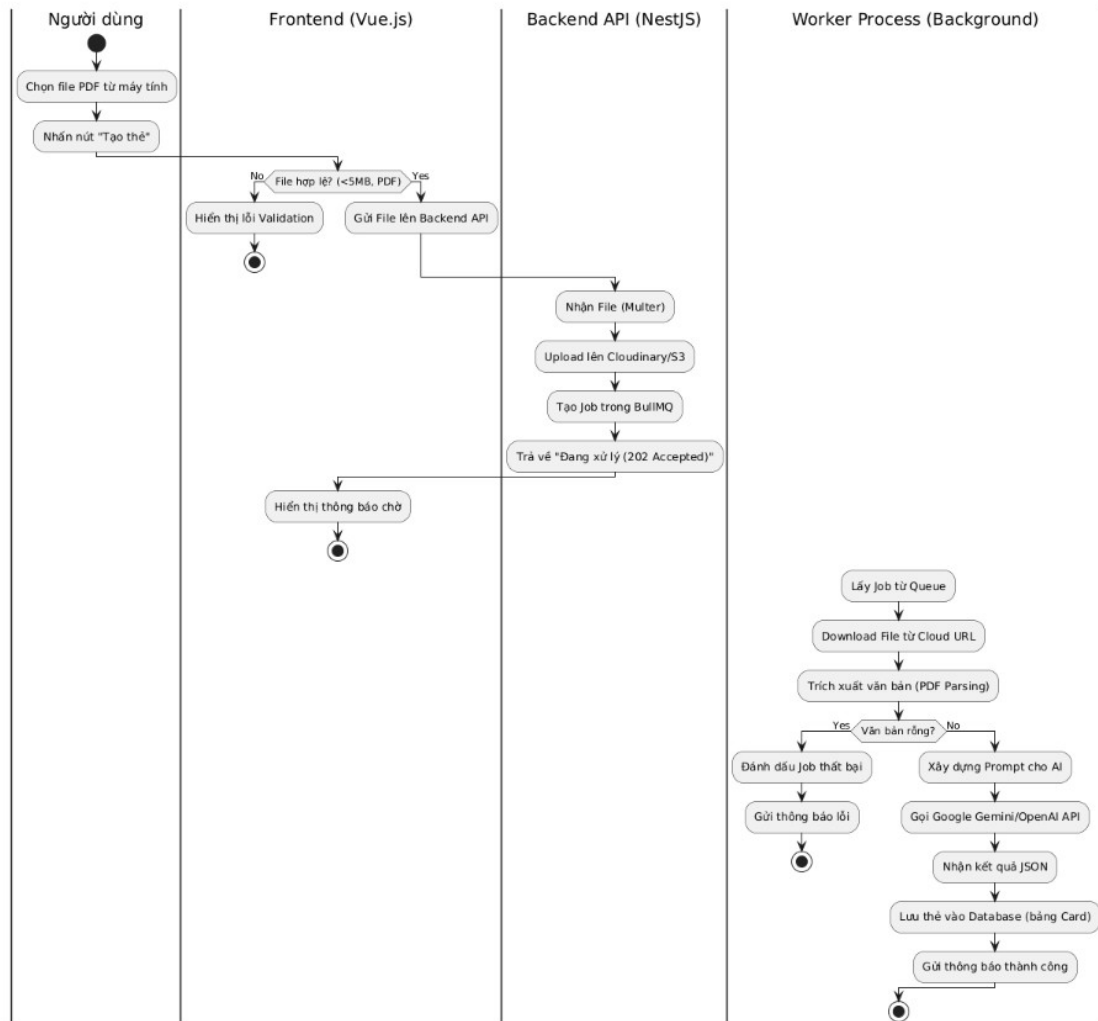 Người dùng
Frontend (Vue.js)
Backend API (NestJS)
Worker Process (Background)
Chọn file PDF từ máy tính
Nhấn nút "Tạo thẻ"
No
File hợp lệ? (<5MB, PDF)
Yes
Hiển thị lỗi Validation
Gửi File lên Backend API
Nhận File (Multer)
Upload lên Cloudinary/S3
Tạo Job trong BullMQ
Trả về "Đang xử lý (202 Accepted)"
Hiển thị thông báo chờ
Lấy Job từ Queue
Download File từ Cloud URL
Trích xuất văn bản (PDF Parsing)
Yes
Văn bản rỗng?
No
Đánh dấu Job thất bại
Xây dựng Prompt cho AI
Gửi thông báo lỗi
Gọi Google Gemini/OpenAI API
Nhận kết quả JSON
Lưu thẻ vào Database (bảng Card)
Gửi thông báo thành công